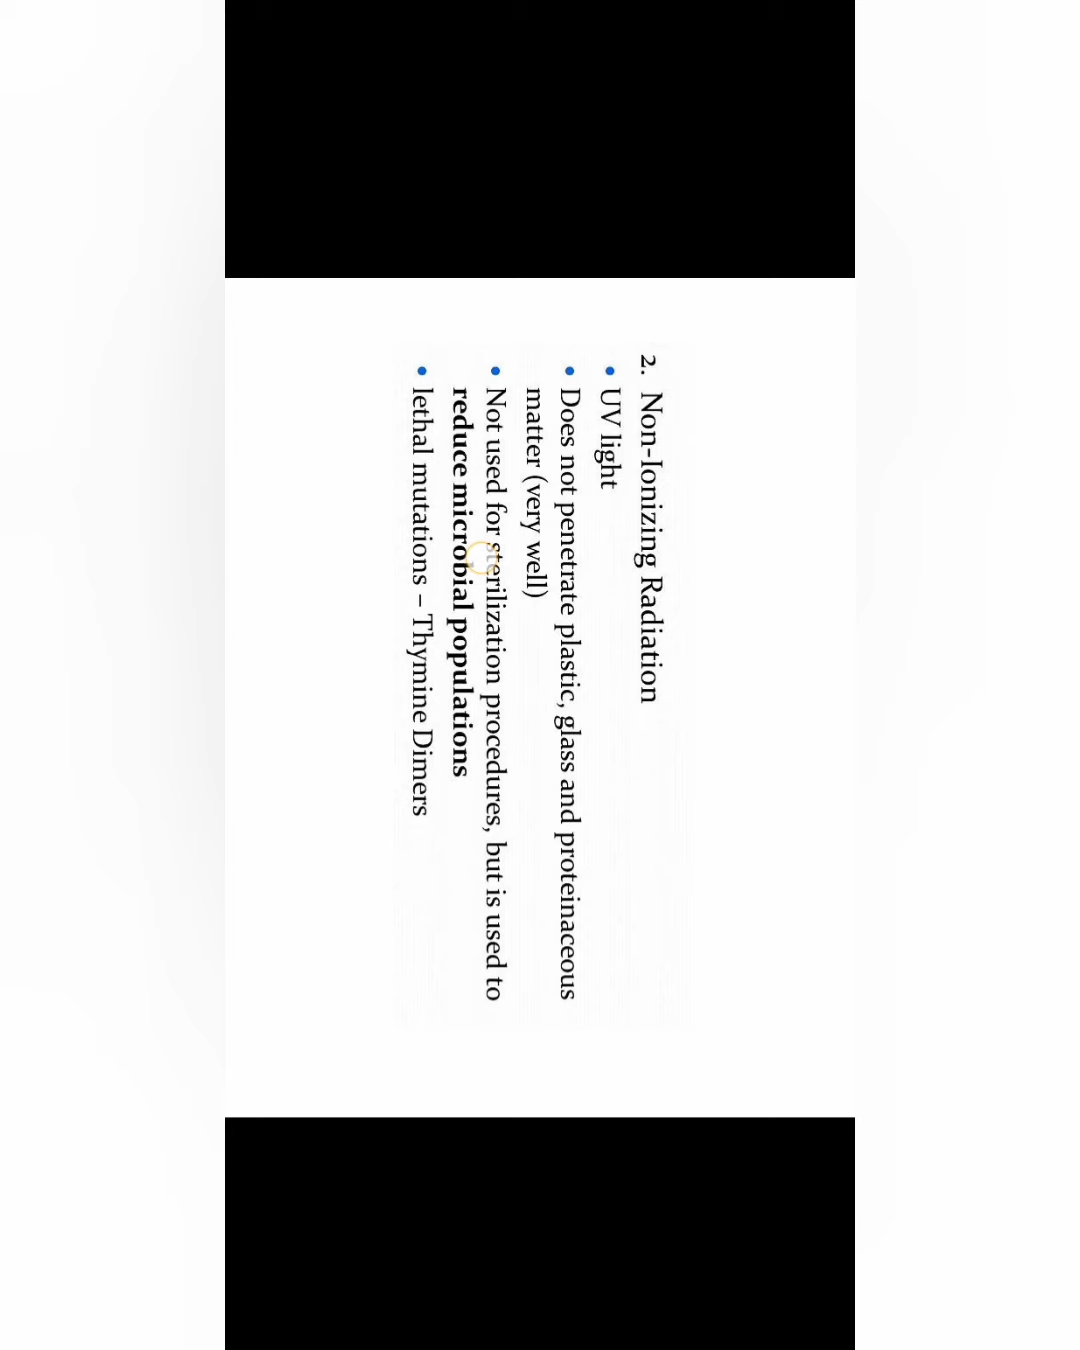 2. Non-Ionizing Radiation
• UV light
• Does not penetrate plastic, glass and proteinaceous
matter (very well)
• Not used for sterilization procedures, but is used to
reduce microbial populations
• lethal mutations – Thymine Dimers